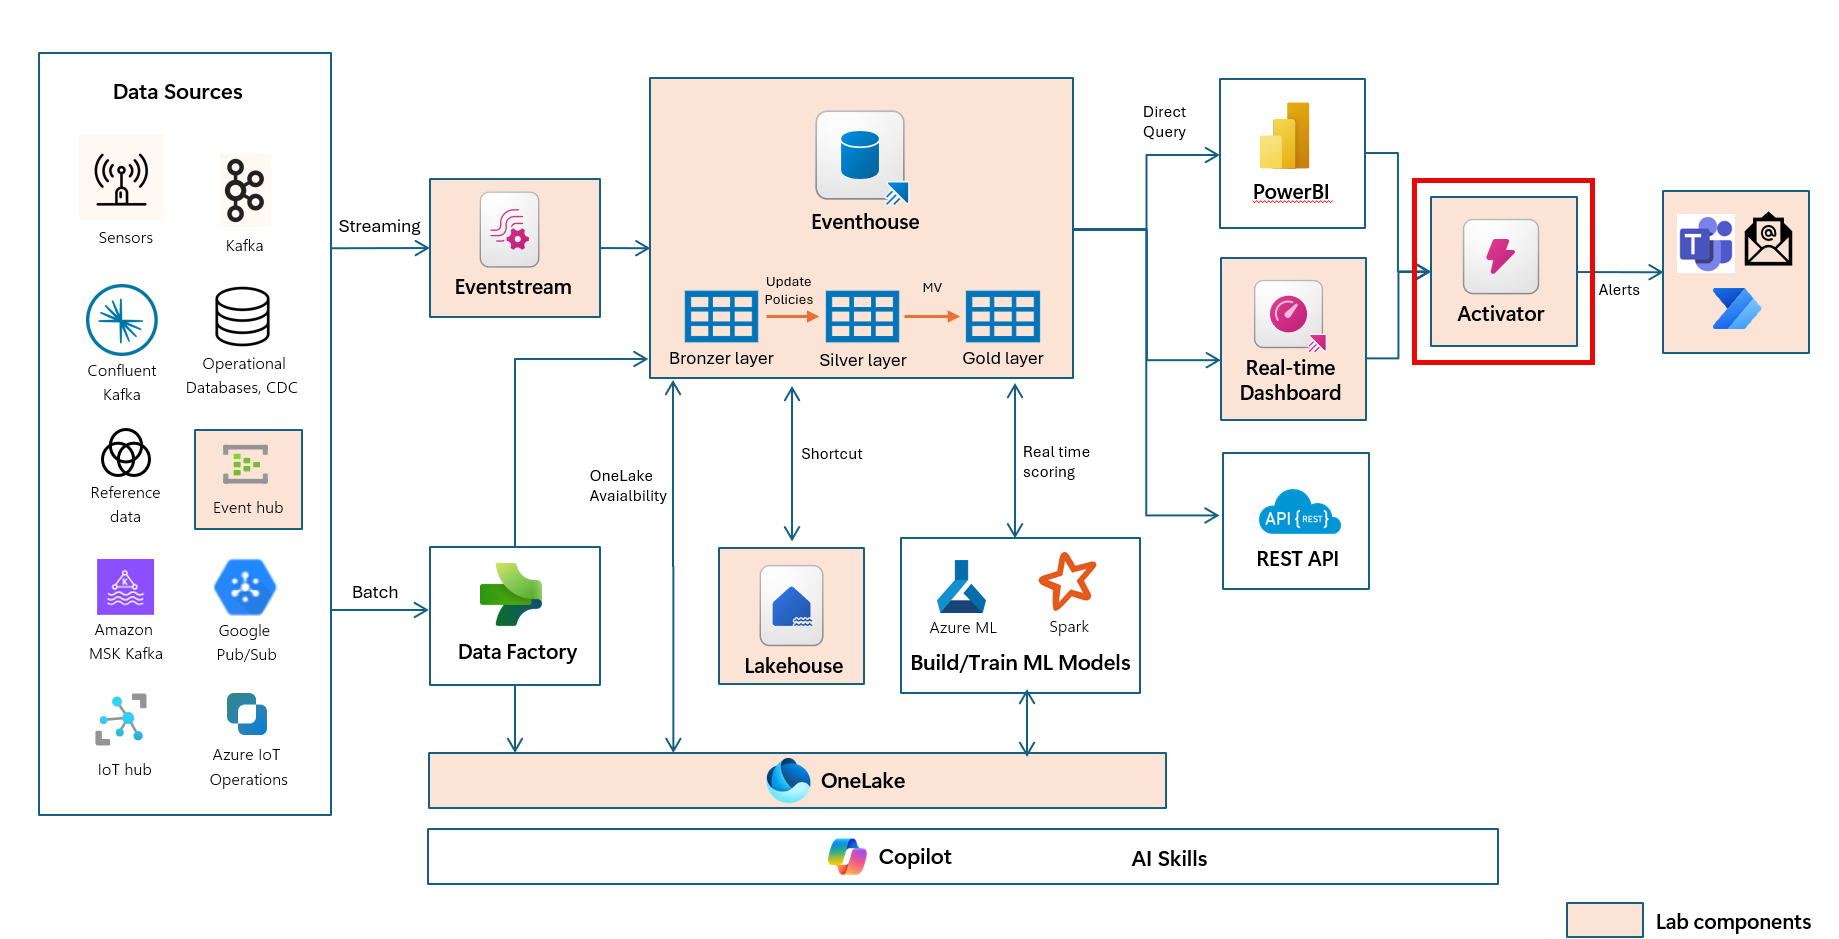 Data Sources
Sensors
Kafka
Confluent
Kafka
Operational
Databases, CDC
Reference
data
Event hub
Amazon
MSK Kafka
Google
Pub/Sub
IoT hub
Azure IoT
Operations
Streaming
Batch
Eventstream
Data Factory
Eventhouse
Update
Policies
MV
Bronzer layer
Silver layer
Gold layer
OneLake
Avaialbility
Shortcut
Real time
scoring
Lakehouse
Azure ML
Spark
Build/Train ML Models
OneLake
Copilot
AI Skills
Direct
Query
PowerBI
Real-time
Dashboard
API {REST}
REST API
Activator
Alerts
T
@
K
Lab components